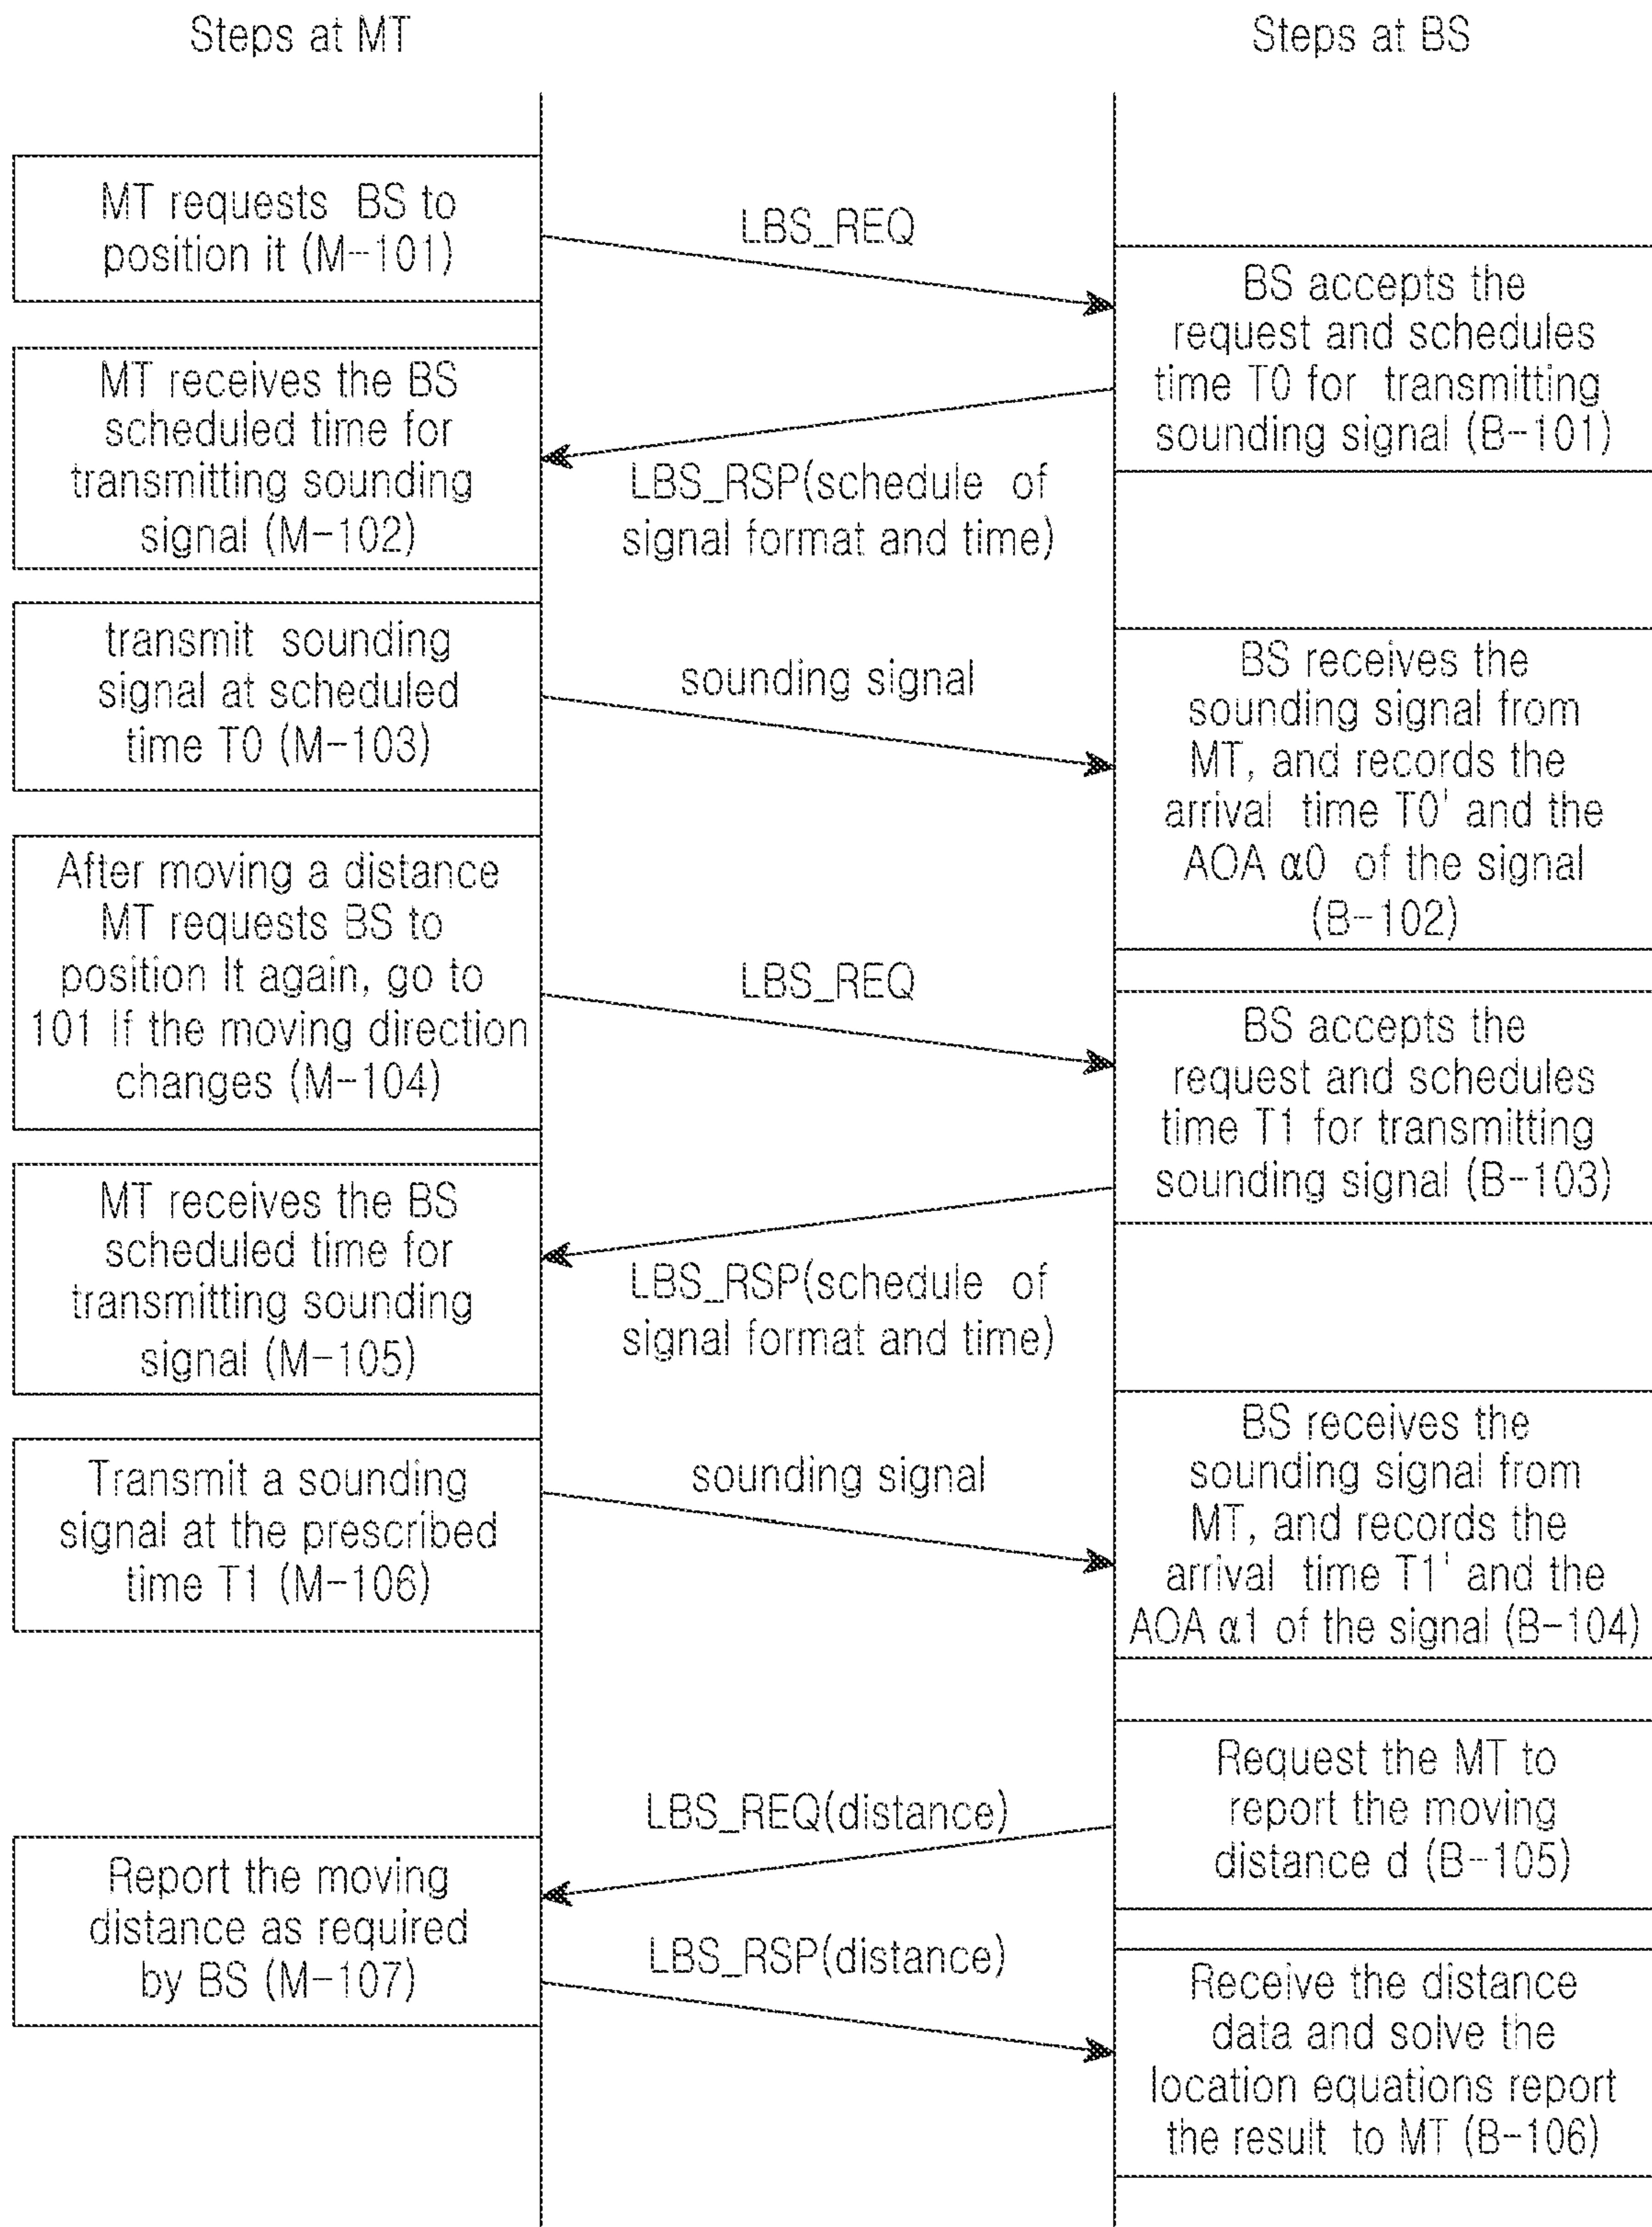 Steps at MT
Steps at BS
MT requests BS to
position it (M-101)
LBS_REQ
BS accepts the
request and schedules
time T0 for transmitting
sounding signal (B-101)
MT receives the BS
scheduled time for
transmitting sounding
signal (M-102)
LBS_RSP(schedule of
signal format and time)
transmit sounding
signal at scheduled
time T0 (M-103)
sounding signal
BS receives the
sounding signal from
MT, and records the
arrival time T0' and the
AOA α0 of the signal
(B-102)
After moving a distance
MT requests BS to
position It again, go to
101 If the moving direction
changes (M-104)
LBS_REQ
BS accepts the
request and schedules
time T1 for transmitting
sounding signal (B-103)
MT receives the BS
scheduled time for
transmitting sounding
signal (M-105)
LBS_RSP(schedule of
signal format and time)
Transmit a sounding
signal at the prescribed
time T1 (M-106)
sounding signal
BS receives the
sounding signal from
MT, and records the
arrival time T1' and the
AOA α1 of the signal (B-104)
Request the MT to
report the moving
distance d (B-105)
LBS_REQ(distance)
Report the moving
distance as required
by BS (M-107)
LBS_RSP(distance)
Receive the distance
data and solve the
location equations report
the result to MT (B-106)